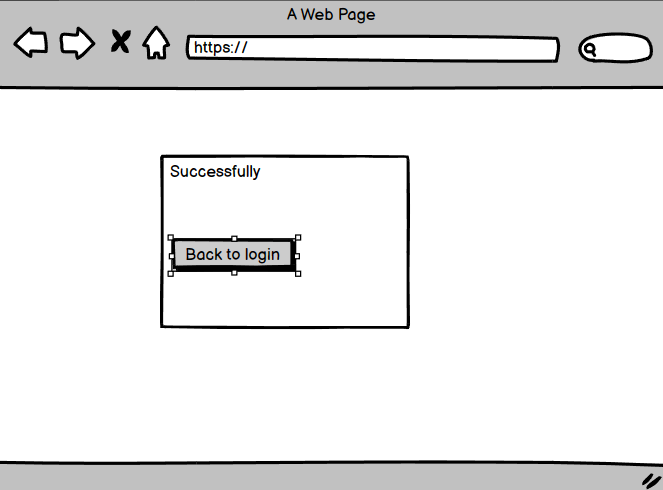 A Web Page
https://
Successfully
Back to login